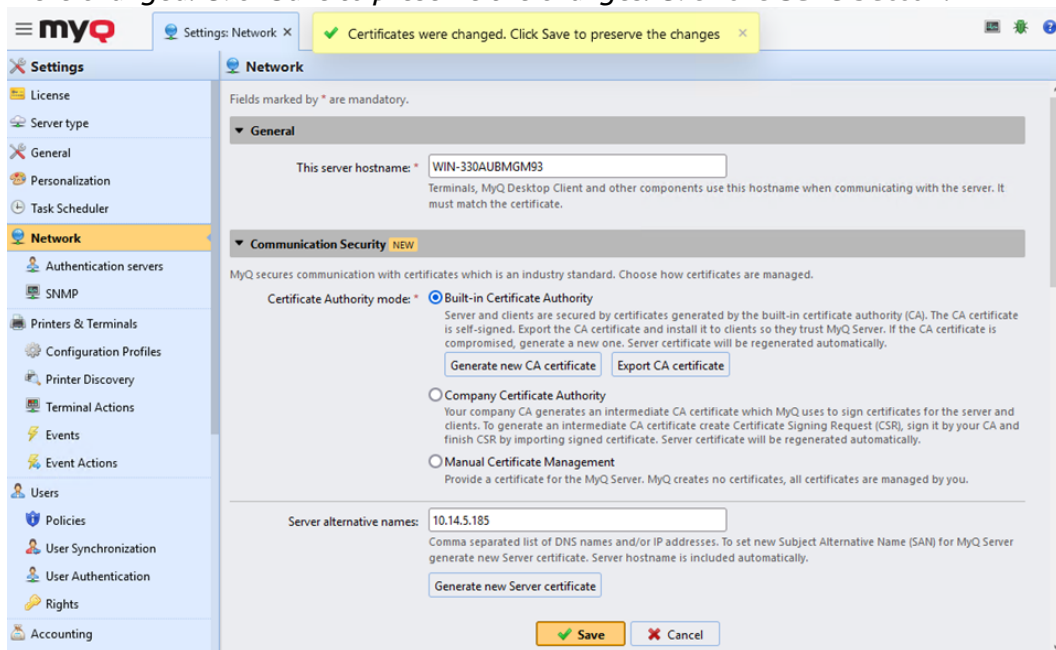 were changed. Click Save to preserve the changes. Click the Save button.
myQ
Settings: Network ×
Certificates were changed. Click Save to preserve the changes ×
Settings
License
Server type
General
Personalization
Task Scheduler
Network
Authentication servers
SNMP
Printers & Terminals
Configuration Profiles
Printer Discovery
Terminal Actions
Events
Event Actions
Users
Policies
User Synchronization
User Authentication
Rights
Accounting
Network
Fields marked by * are mandatory.
General
This server hostname: * WIN-330AUBMGM93
Terminals, MyQ Desktop Client and other components use this hostname when communicating with the server. It
must match the certificate.
Communication Security NEW
MyQ secures communication with certificates which is an industry standard. Choose how certificates are managed.
Certificate Authority mode: * Built-in Certificate Authority
Server and clients are secured by certificates generated by the built-in certificate authority (CA). The CA certificate
is self-signed. Export the CA certificate and install it to clients so they trust MyQ Server. If the CA certificate is
compromised, generate a new one. Server certificate will be regenerated automatically.
Generate new CA certificate Export CA certificate
Company Certificate Authority
Your company CA generates an intermediate CA certificate which MyQ uses to sign certificates for the server and
clients. To generate an intermediate CA certificate create Certificate Signing Request (CSR), sign it by your CA and
finish CSR by importing signed certificate. Server certificate will be regenerated automatically.
Manual Certificate Management
Provide a certificate for the MyQ Server. MyQ creates no certificates, all certificates are managed by you.
Server alternative names: 10.14.5.185
Comma separated list of DNS names and/or IP addresses. To set new Subject Alternative Name (SAN) for MyQ Server
generate new Server certificate. Server hostname is included automatically.
Generate new Server certificate
Save Cancel